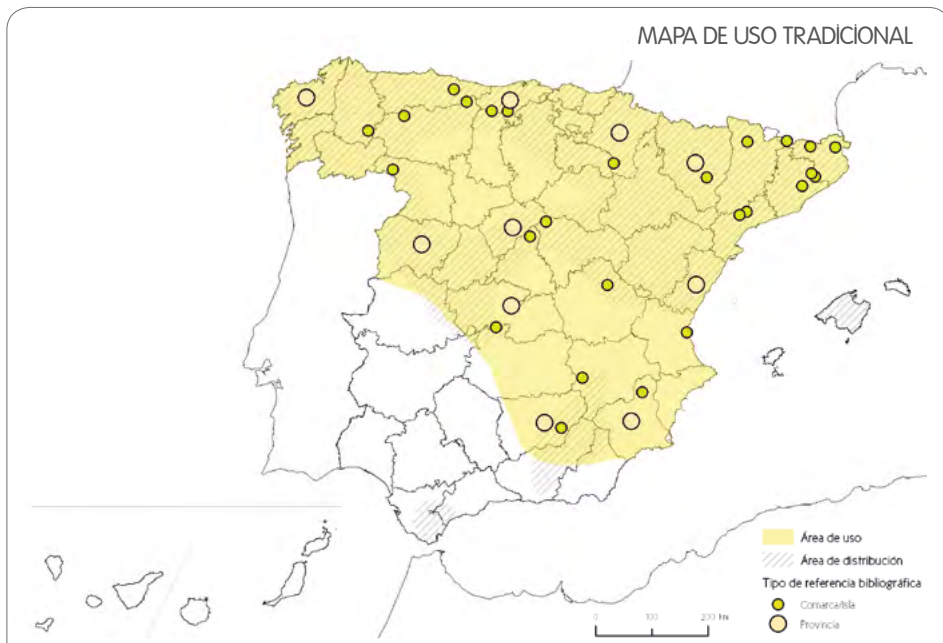 MAPA DE USO TRADICIONAL
Área de uso
Área de distribución
Tipo de referencia bibliográfica
Comarca/Isla
Provincia
0 100 200 km